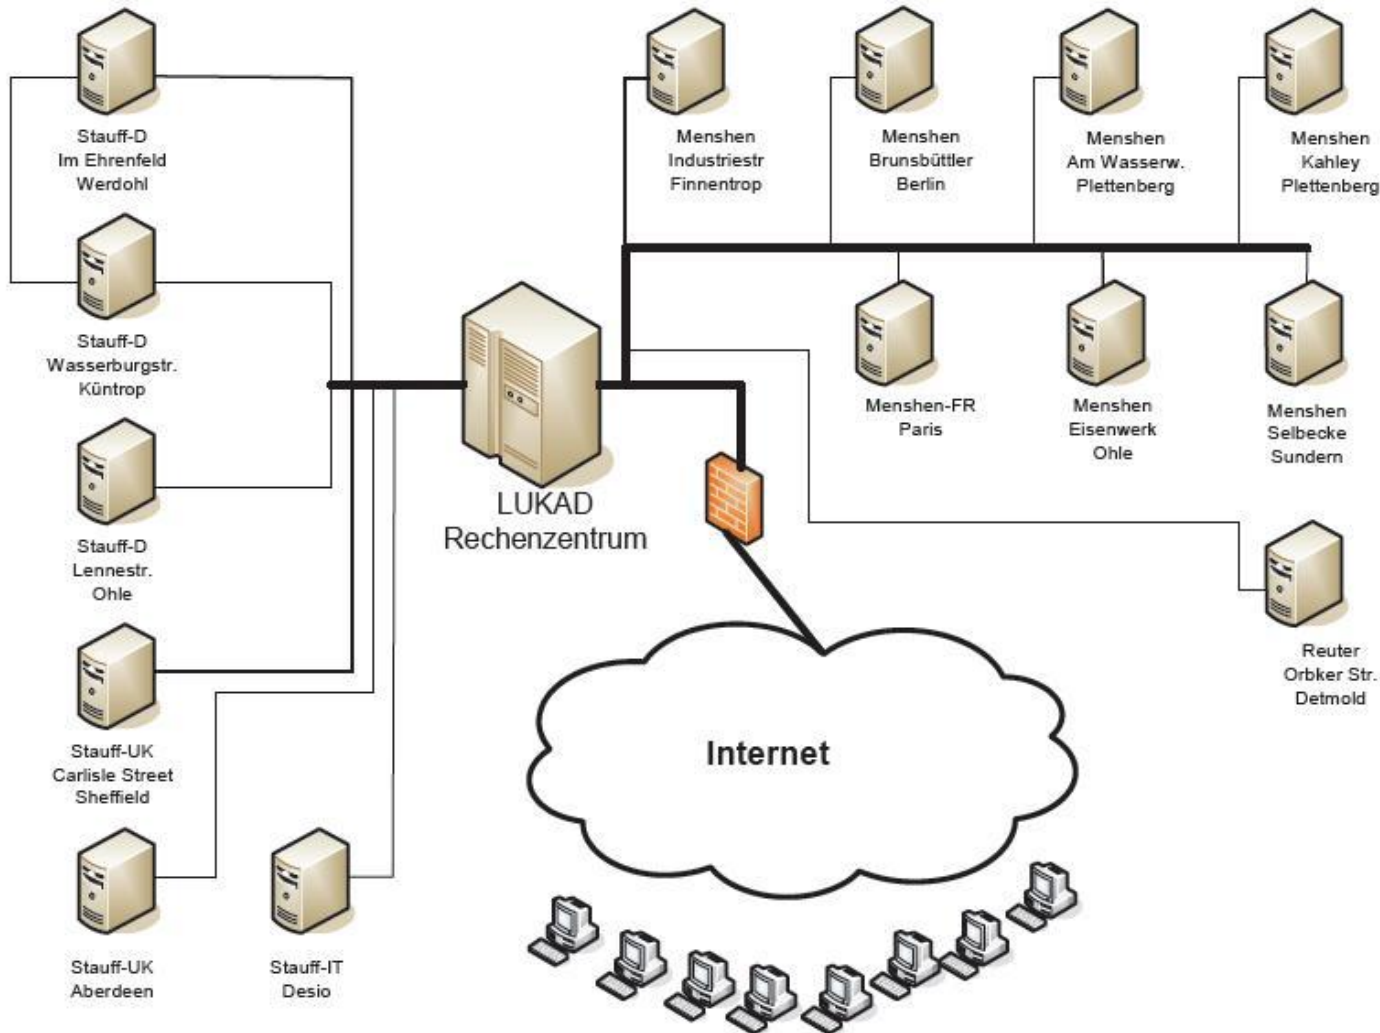 Stauff-D
Im Ehrenfeld
Werdohl
Menshen
Industriestr
Finnentrop
Menshen
Brunsbüttler
Berlin
Menshen
Am Wasserw.
Plettenberg
Menshen
Kahley
Plettenberg
Stauff-D
Wasserburgstr.
Küntrop
Menshen-FR
Paris
Menshen
Eisenwerk
Ohle
Menshen
Selbecke
Sundern
LUKAD
Rechenzentrum
Stauff-D
Lennestr.
Ohle
Reuter
Orbker Str.
Detmold
Stauff-UK
Carlisle Street
Sheffield
Internet
Stauff-UK
Aberdeen
Stauff-IT
Desio